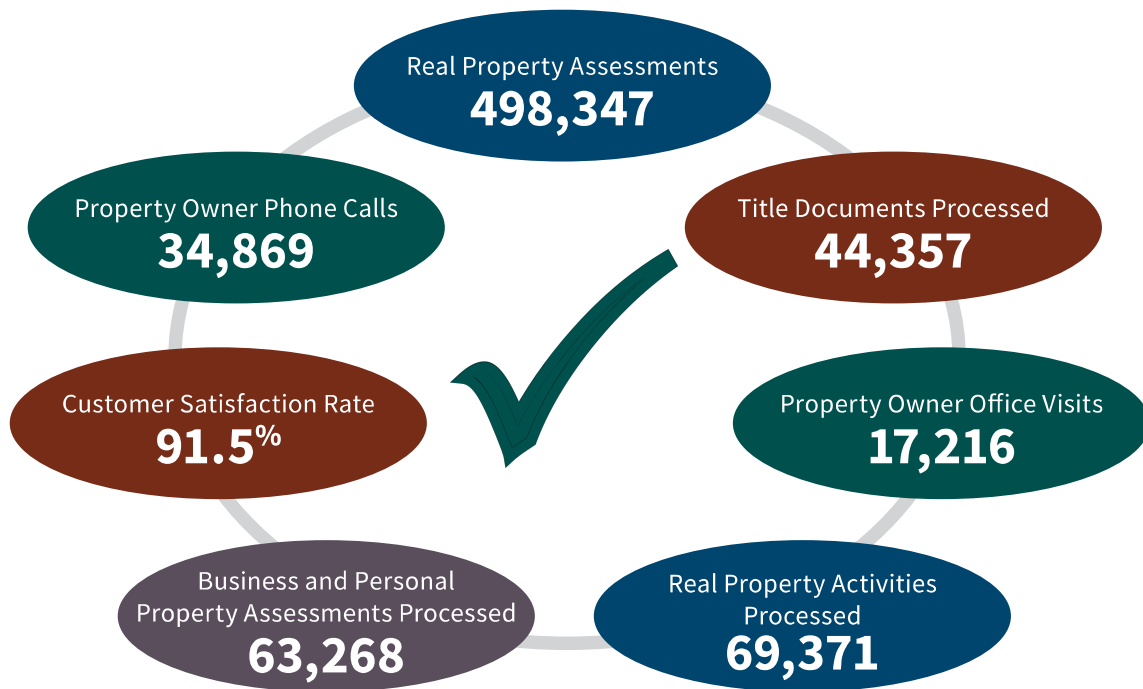 Real Property Assessments
498,347
Property Owner Phone Calls
34,869
Title Documents Processed
44,357
Customer Satisfaction Rate
91.5%
Property Owner Office Visits
17,216
Business and Personal
Property Assessments Processed
63,268
Real Property Activities
Processed
69,371